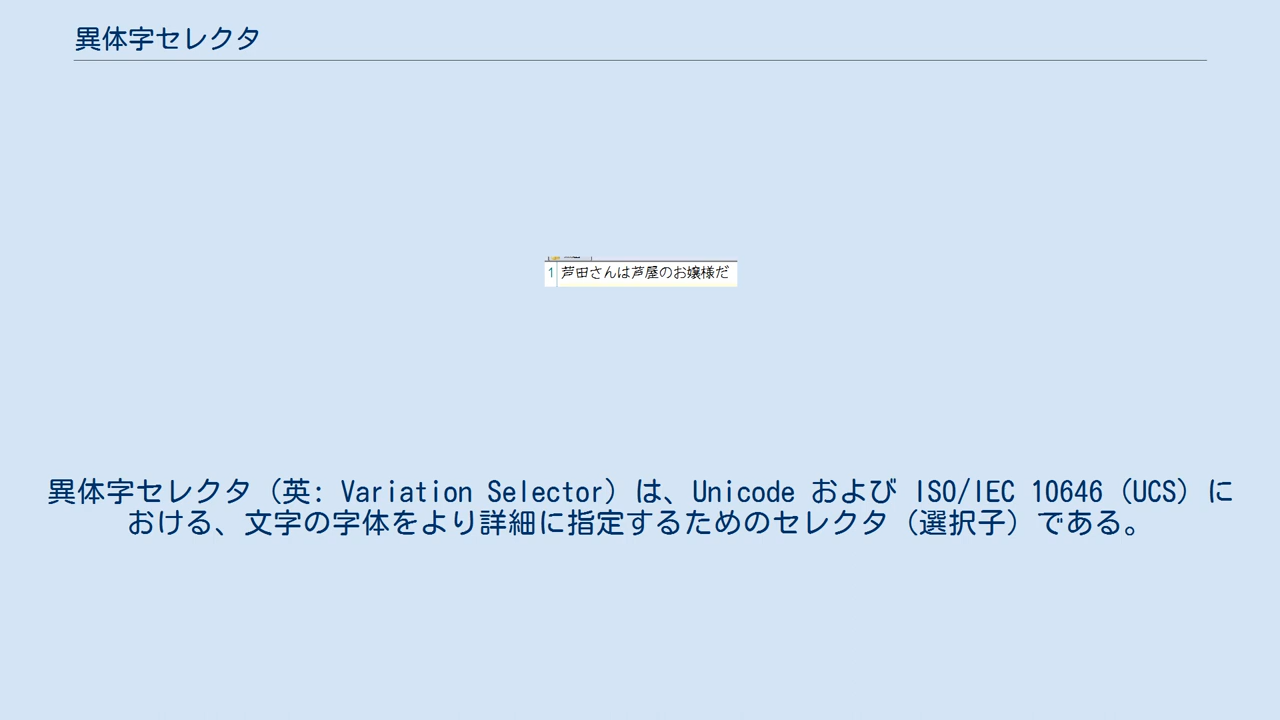 異体字セレクタ
1 芦田さんは芦屋のお嬢様だ
異体字セレクタ（英: Variation Selector）は、Unicode および ISO/IEC 10646（UCS）に
おける、文字の字体をより詳細に指定するためのセレクタ（選択子）である。